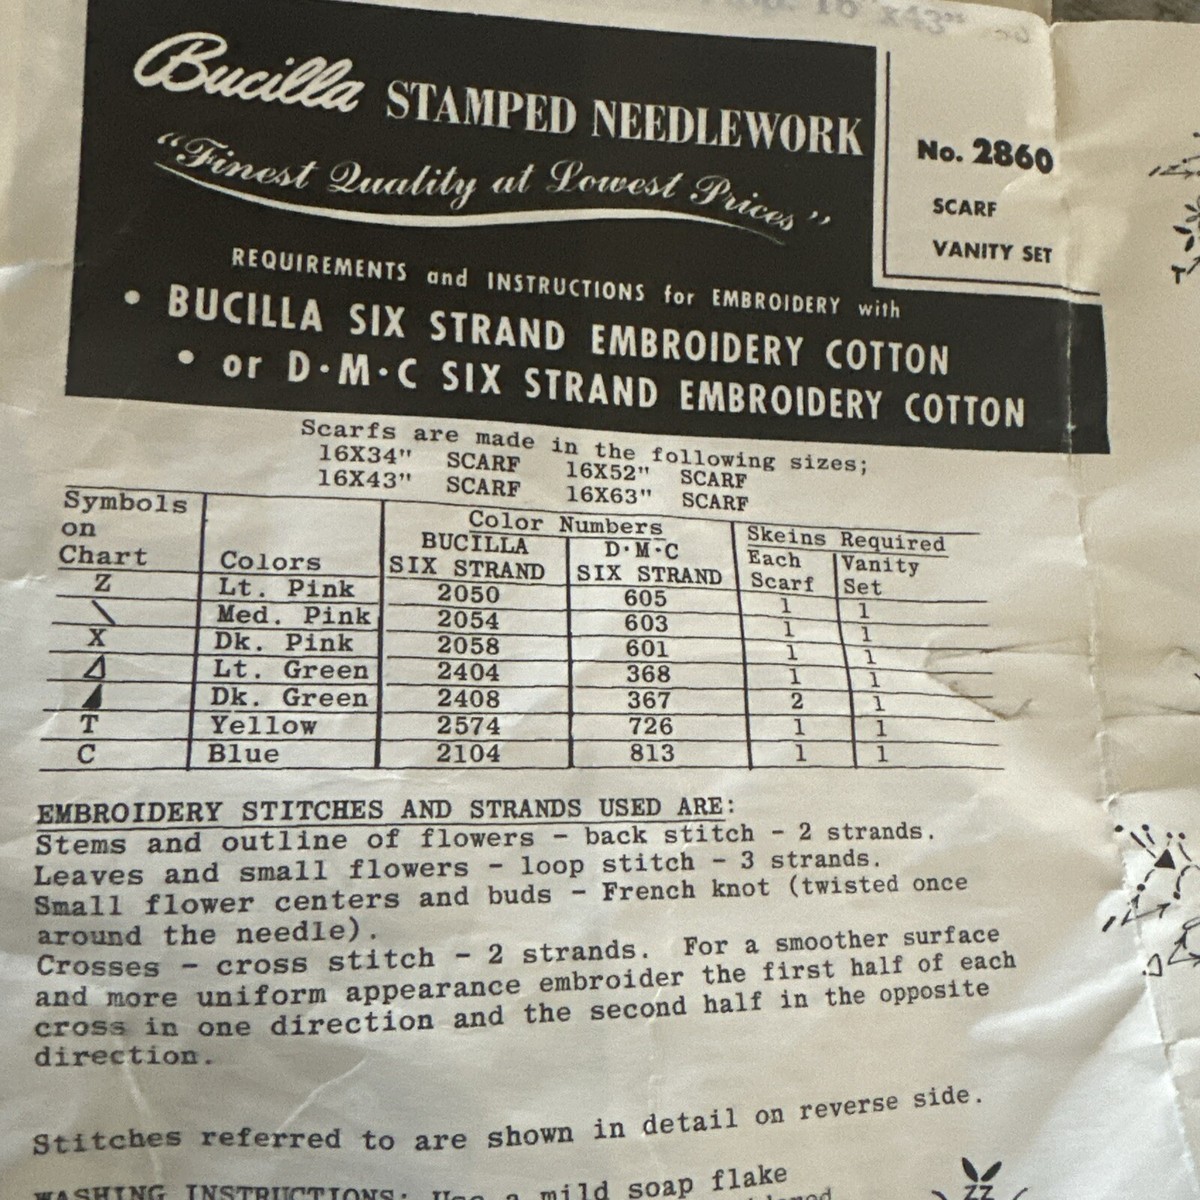 x43"
Bucilla STAMPED NEEDLEWORK
"Finest Quality at Lowest Prices"
No. 2860
SCARF
VANITY SET
REQUIREMENTS and INSTRUCTIONS for EMBROIDERY with
• BUCILLA SIX STRAND EMBROIDERY COTTON
• or D·M·C SIX STRAND EMBROIDERY COTTON
Scarfs are made in the following sizes;
16X34" SCARF 16X52" SCARF
16X43" SCARF 16X63" SCARF
Symbols on Chart Colors Color Numbers BUCILLA SIX STRAND D·M·C SIX STRAND Skeins Required Each Scarf Vanity Set
Z Lt. Pink 2050 605 1 1
\ Med. Pink 2054 603 1 1
X Dk. Pink 2058 601 1 1
Lt. Green 2404 368 1 1
Dk. Green 2408 367 2 1
T Yellow 2574 726 1 1
C Blue 2104 813 1 1
EMBROIDERY STITCHES AND STRANDS USED ARE:
Stems and outline of flowers - back stitch - 2 strands.
Leaves and small flowers - loop stitch - 3 strands.
Small flower centers and buds - French knot (twisted once
around the needle).
Crosses - cross stitch - 2 strands. For a smoother surface
and more uniform appearance embroider the first half of each
cross in one direction and the second half in the opposite
direction.
Stitches referred to are shown in detail on reverse side.
WASHING INSTRUCTIONS: Use a mild soap flake
T
ZZ